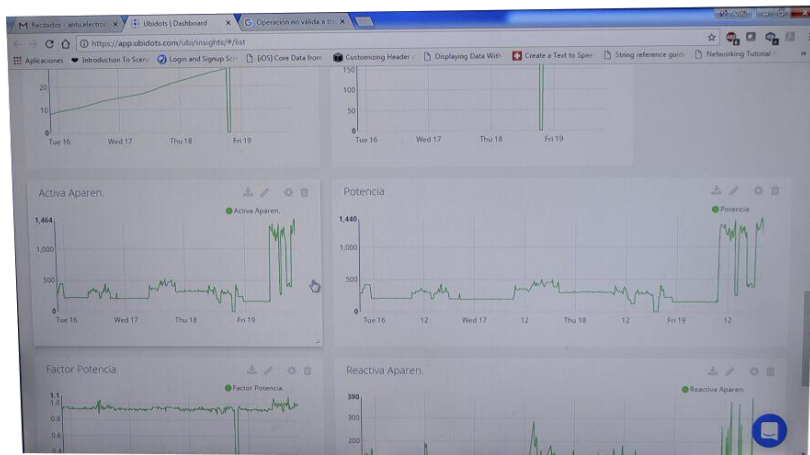 Recibidos - antu.electron
Ubidots | Dashboard
Operación no válida a tra
https://app.ubidots.com/ubi/insights/#/list
Aplicaciones
Introduction To Scen
Login and Signup Scr
[iOS] Core Data from
Customizing Header
Displaying Data With
Create a Text to Spee
String reference guide
Networking Tutorial
20
10
0
Tue 16 Wed 17 Thu 18 Fri 19
150
50
0
Tue 16 Wed 17 Thu 18 Fri 19
Activa Aparen.
Activa Aparen.
1,464
1,000
500
0
Tue 16 Wed 17 Thu 18 Fri 19
Potencia
Potencia
1,440
1,000
500
0
Tue 16 12 Wed 17 12 Thu 18 12 Fri 19 12
Factor Potencia.
Factor Potencia.
1.1
1.0
0.8
0.6
0.4
Reactiva Aparen.
Reactiva Aparen.
390
300
200